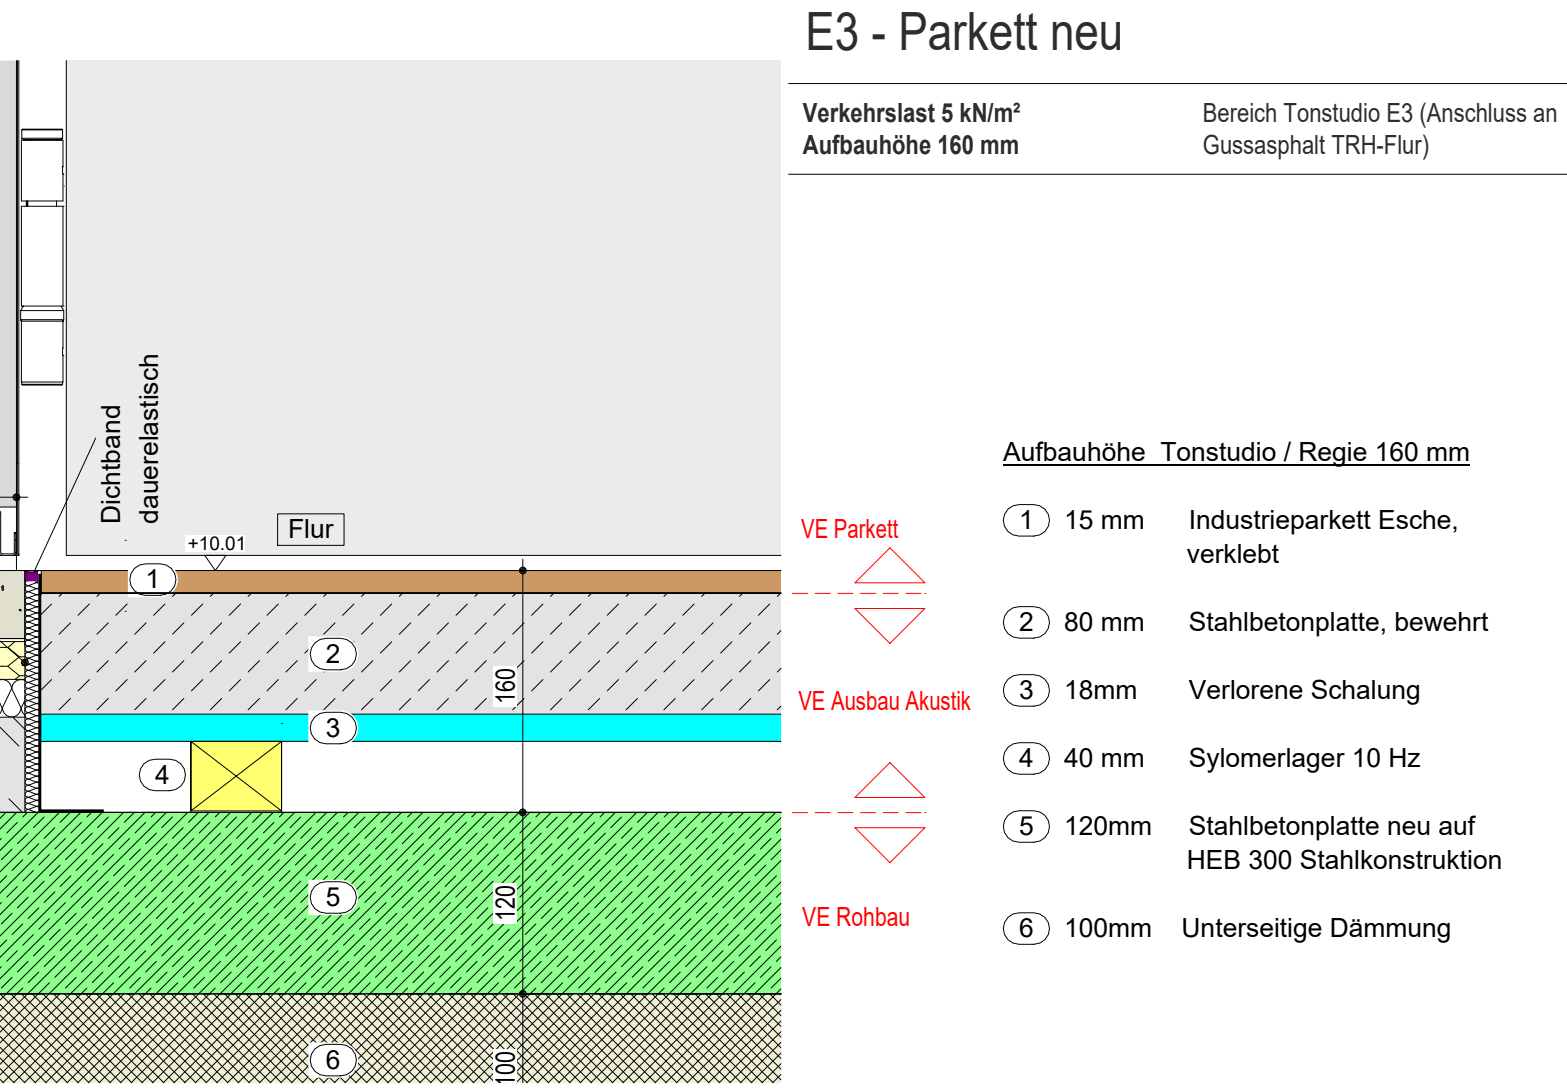 E3 - Parkett neu
Verkehrslast 5 kN/m²
Aufbauhöhe 160 mm
Bereich Tonstudio E3 (Anschluss an
Gussasphalt TRH-Flur)
Dichtband
dauerelastisch
Flur
+10.01
1
2
3
4
5
6
160
120
100
VE Parkett
VE Ausbau Akustik
VE Rohbau
Aufbauhöhe Tonstudio / Regie 160 mm
1 15 mm Industrieparkett Esche,
verklebt
2 80 mm Stahlbetonplatte, bewehrt
3 18mm Verlorene Schalung
4 40 mm Sylomerlager 10 Hz
5 120mm Stahlbetonplatte neu auf
HEB 300 Stahlkonstruktion
6 100mm Unterseitige Dämmung